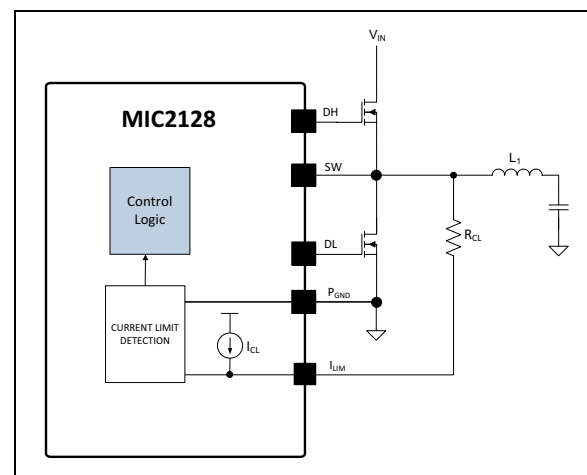 V_IN
MIC2128
DH
SW
L_1
Control
Logic
DL
R_CL
P_GND
CURRENT LIMIT
DETECTION
I_CL
I_LIM